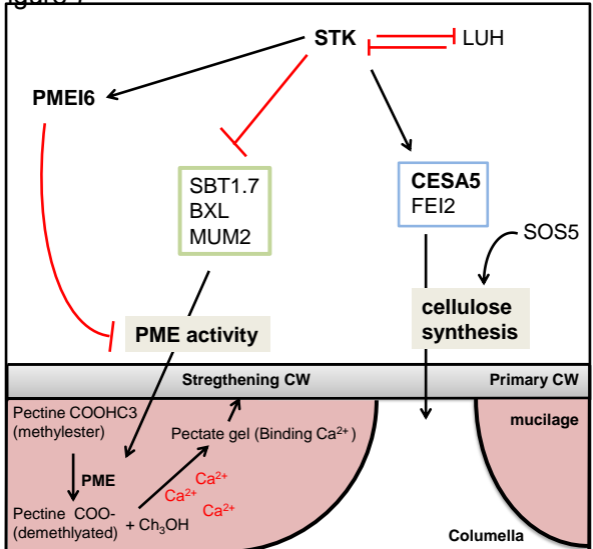 STK
LUH
PMEI6
SBT1.7
BXL
MUM2
CESA5
FEI2
SOS5
PME activity
cellulose
synthesis
Stregthening CW
Primary CW
Pectine COOHC3
(methylester)
Pectate gel (Binding Ca²⁺ )
mucilage
PME
Ca²⁺
Ca²⁺
Ca²⁺
Pectine COO-
(demethlyated)
+ Ch₃OH
Columella